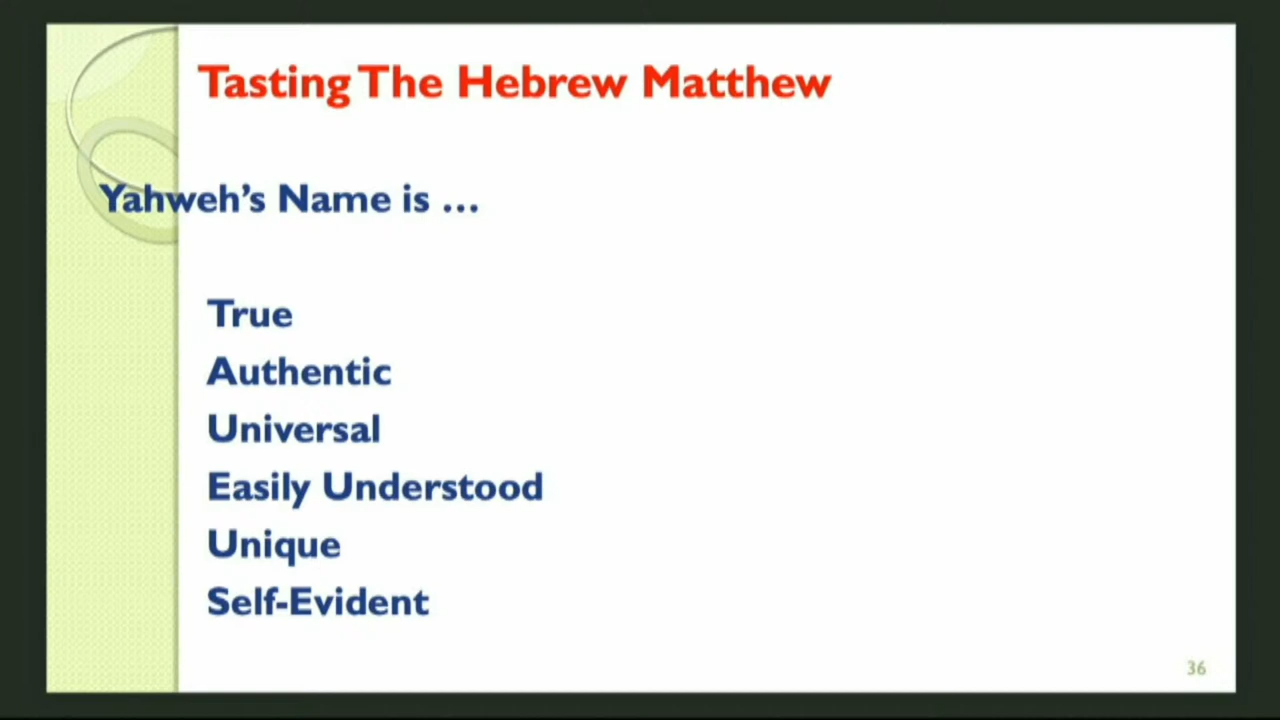 Tasting The Hebrew Matthew
Yahweh’s Name is …
True
Authentic
Universal
Easily Understood
Unique
Self-Evident
36